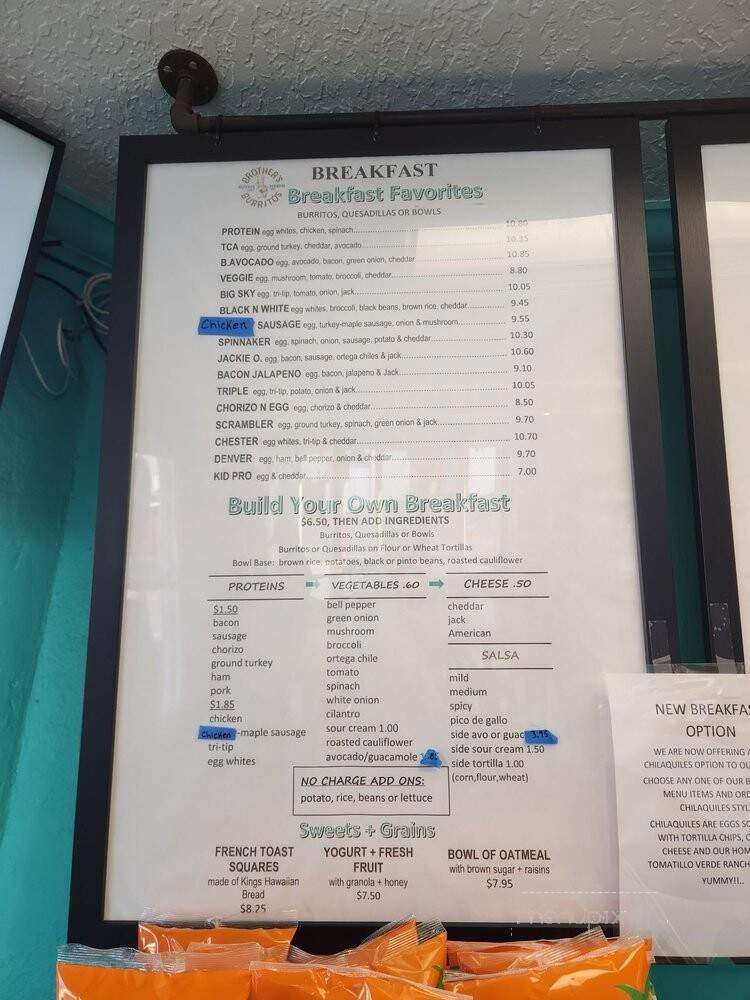 BROTHER'S
BURRITOS
BREAKFAST
Breakfast Favorites
BURRITOS, QUESADILLAS OR BOWLS
PROTEIN egg whites, chicken, spinach 10.80
TCA egg, ground turkey, cheddar, avocado 10.35
B.AVOCADO egg, avocado, bacon, green onion, cheddar 10.85
VEGGIE egg, mushroom, tomato, broccoli, cheddar 8.80
BIG SKY egg, tri-tip, tomato, onion, jack 10.05
BLACK N WHITE egg whites, broccoli, black beans, brown rice, cheddar 9.45
Chicken SAUSAGE egg, turkey-maple sausage, onion & mushroom 9.55
SPINNAKER egg, spinach, onion, sausage, potato & cheddar 10.30
JACKIE O. egg, bacon, sausage, ortega chiles & jack 10.60
BACON JALAPENO egg, bacon, jalapeno & Jack 9.10
TRIPLE egg, tri-tip, potato, onion & jack 10.05
CHORIZO N EGG egg, chorizo & cheddar 8.50
SCRAMBLER egg, ground turkey, spinach, green onion & jack 9.70
CHESTER egg whites, tri-tip & cheddar 10.70
DENVER egg, ham, bell pepper, onion & cheddar 9.70
KID PRO egg & cheddar 7.00
Build Your Own Breakfast
$6.50, THEN ADD INGREDIENTS
Burritos, Quesadillas or Bowls
Burritos or Quesadillas on Flour or Wheat Tortillas
Bowl Base: brown rice, potatoes, black or pinto beans, roasted cauliflower
PROTEINS
$1.50
bacon
sausage
chorizo
ground turkey
ham
pork
$1.85
chicken
Chicken -maple sausage
tri-tip
egg whites
VEGETABLES .60
bell pepper
green onion
mushroom
broccoli
ortega chile
tomato
spinach
white onion
cilantro
sour cream 1.00
roasted cauliflower
avocado/guacamole
CHEESE .50
cheddar
jack
American
SALSA
mild
medium
spicy
pico de gallo
side avo or guac 3.95
side sour cream 1.50
side tortilla 1.00
(corn,flour,wheat)
NO CHARGE ADD ONS:
potato, rice, beans or lettuce
Sweets + Grains
FRENCH TOAST
SQUARES
made of Kings Hawaiian
Bread
$8.25
YOGURT + FRESH
FRUIT
with granola + honey
$7.50
BOWL OF OATMEAL
with brown sugar + raisins
$7.95
NEW BREAKFAS
OPTION
WE ARE NOW OFFERING A
CHILAQUILES OPTION TO OU
CHOOSE ANY ONE OF OUR B
MENU ITEMS AND ORD
CHILAQUILES STYL
CHILAQUILES ARE EGGS SC
WITH TORTILLA CHIPS, C
CHEESE AND OUR HOM
TOMATILLO VERDE RANCH
YUMMY!!..